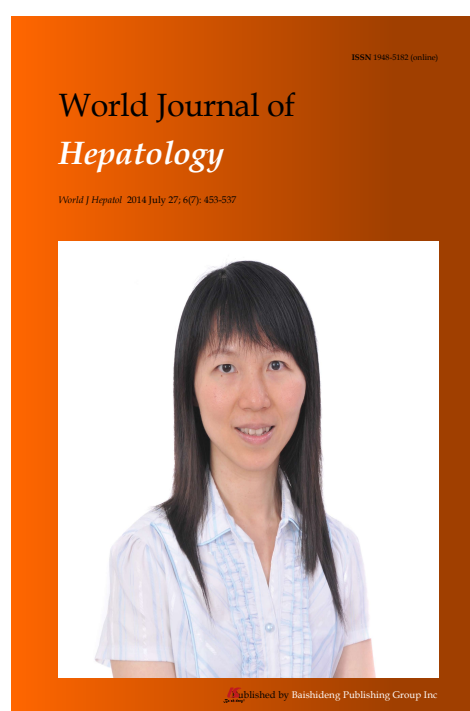 ISSN 1948-5182 (online)
World Journal of
Hepatology
World J Hepatol 2014 July 27; 6(7): 453-537
Published by Baishideng Publishing Group Inc